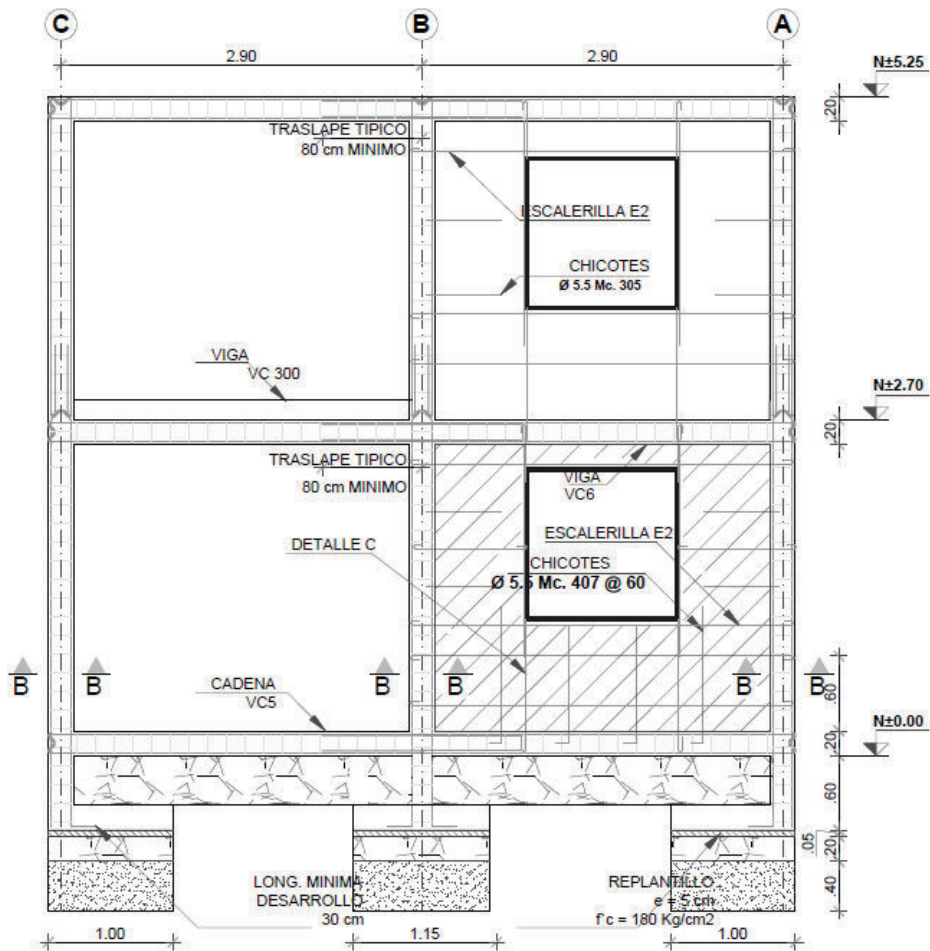 C B A
2.90 2.90
N±5.25
.20
TRASLAPE TIPICO
80 cm MINIMO
ESCALERILLA E2
CHICOTES
Ø 5.5 Mc. 305
VIGA
VC 300
N±2.70
.20
TRASLAPE TIPICO
80 cm MINIMO
VIGA
VC6
ESCALERILLA E2
DETALLE C
CHICOTES
Ø 5.5 Mc. 407 @ 60
B B B B B B
CADENA
VC5
.60
N±0.00
.20
.60
.05
.20
.40
LONG. MINIMA
DESARROLLO
30 cm
REPLANTILLO
e = 5 cm
f'c = 180 Kg/cm2
1.00 1.15 1.00